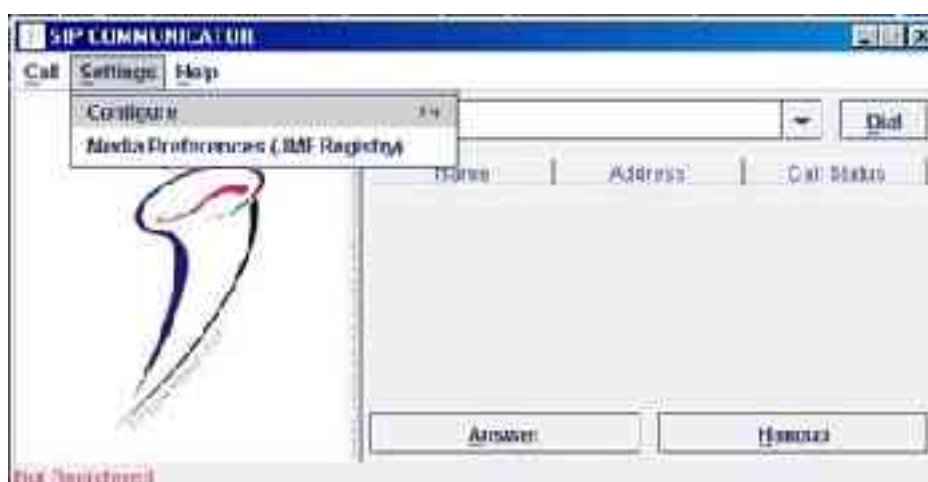 SIP COMMUNICATOR
Call Settings Help
Configure
Media Preferences (JMF Registry)
Dial
Name Address Call Status
Answer Hangup
Not Registered